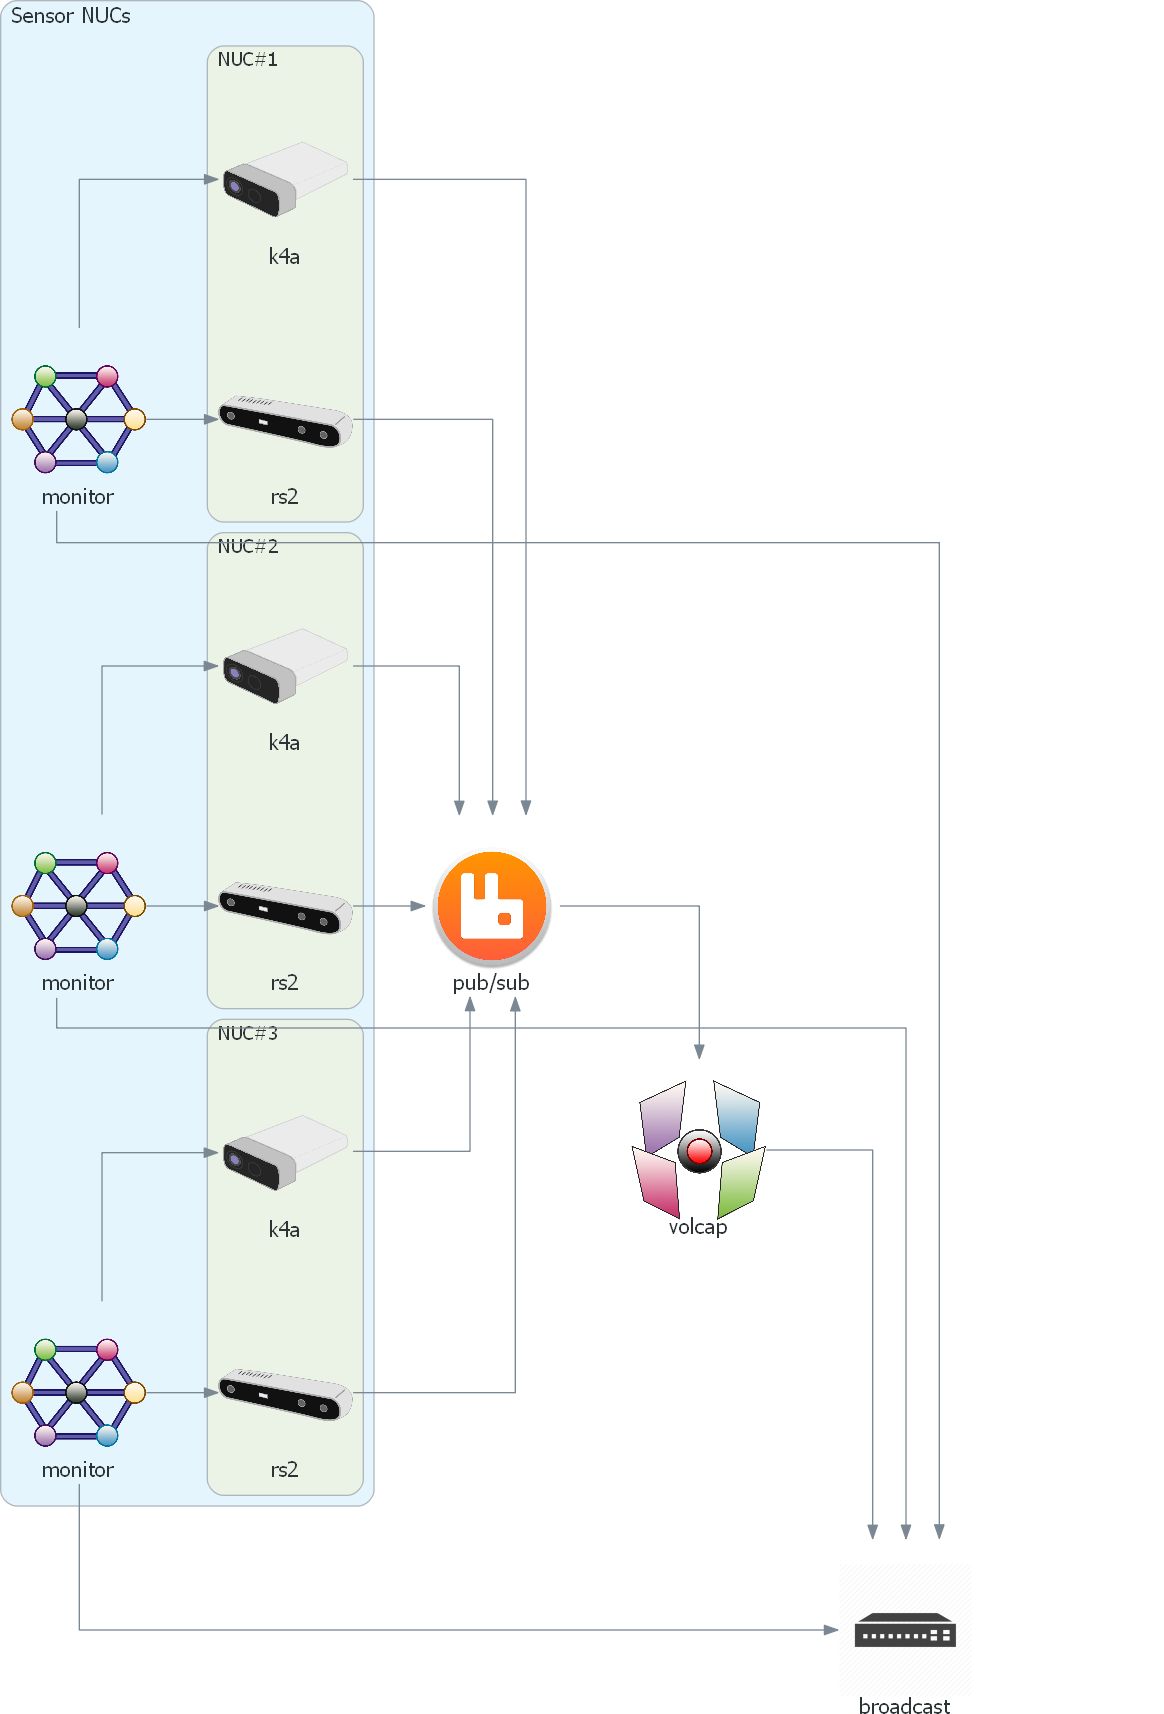 Sensor NUCs
NUC#1
k4a
monitor
rs2
NUC#2
k4a
monitor
rs2
pub/sub
NUC#3
k4a
volcap
monitor
rs2
broadcast